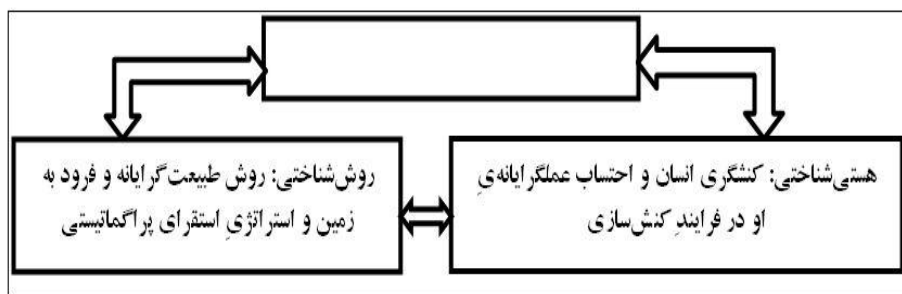 هستی‌شناختی: کنشگری انسان و احتساب عملگرایانه‌یِ
او در فرایندِ کنش‌سازی
روش‌شناختی: روش طبیعت‌گرایانه و فرود به
زمین و استراتژیِ استقرای پراگماتیستی